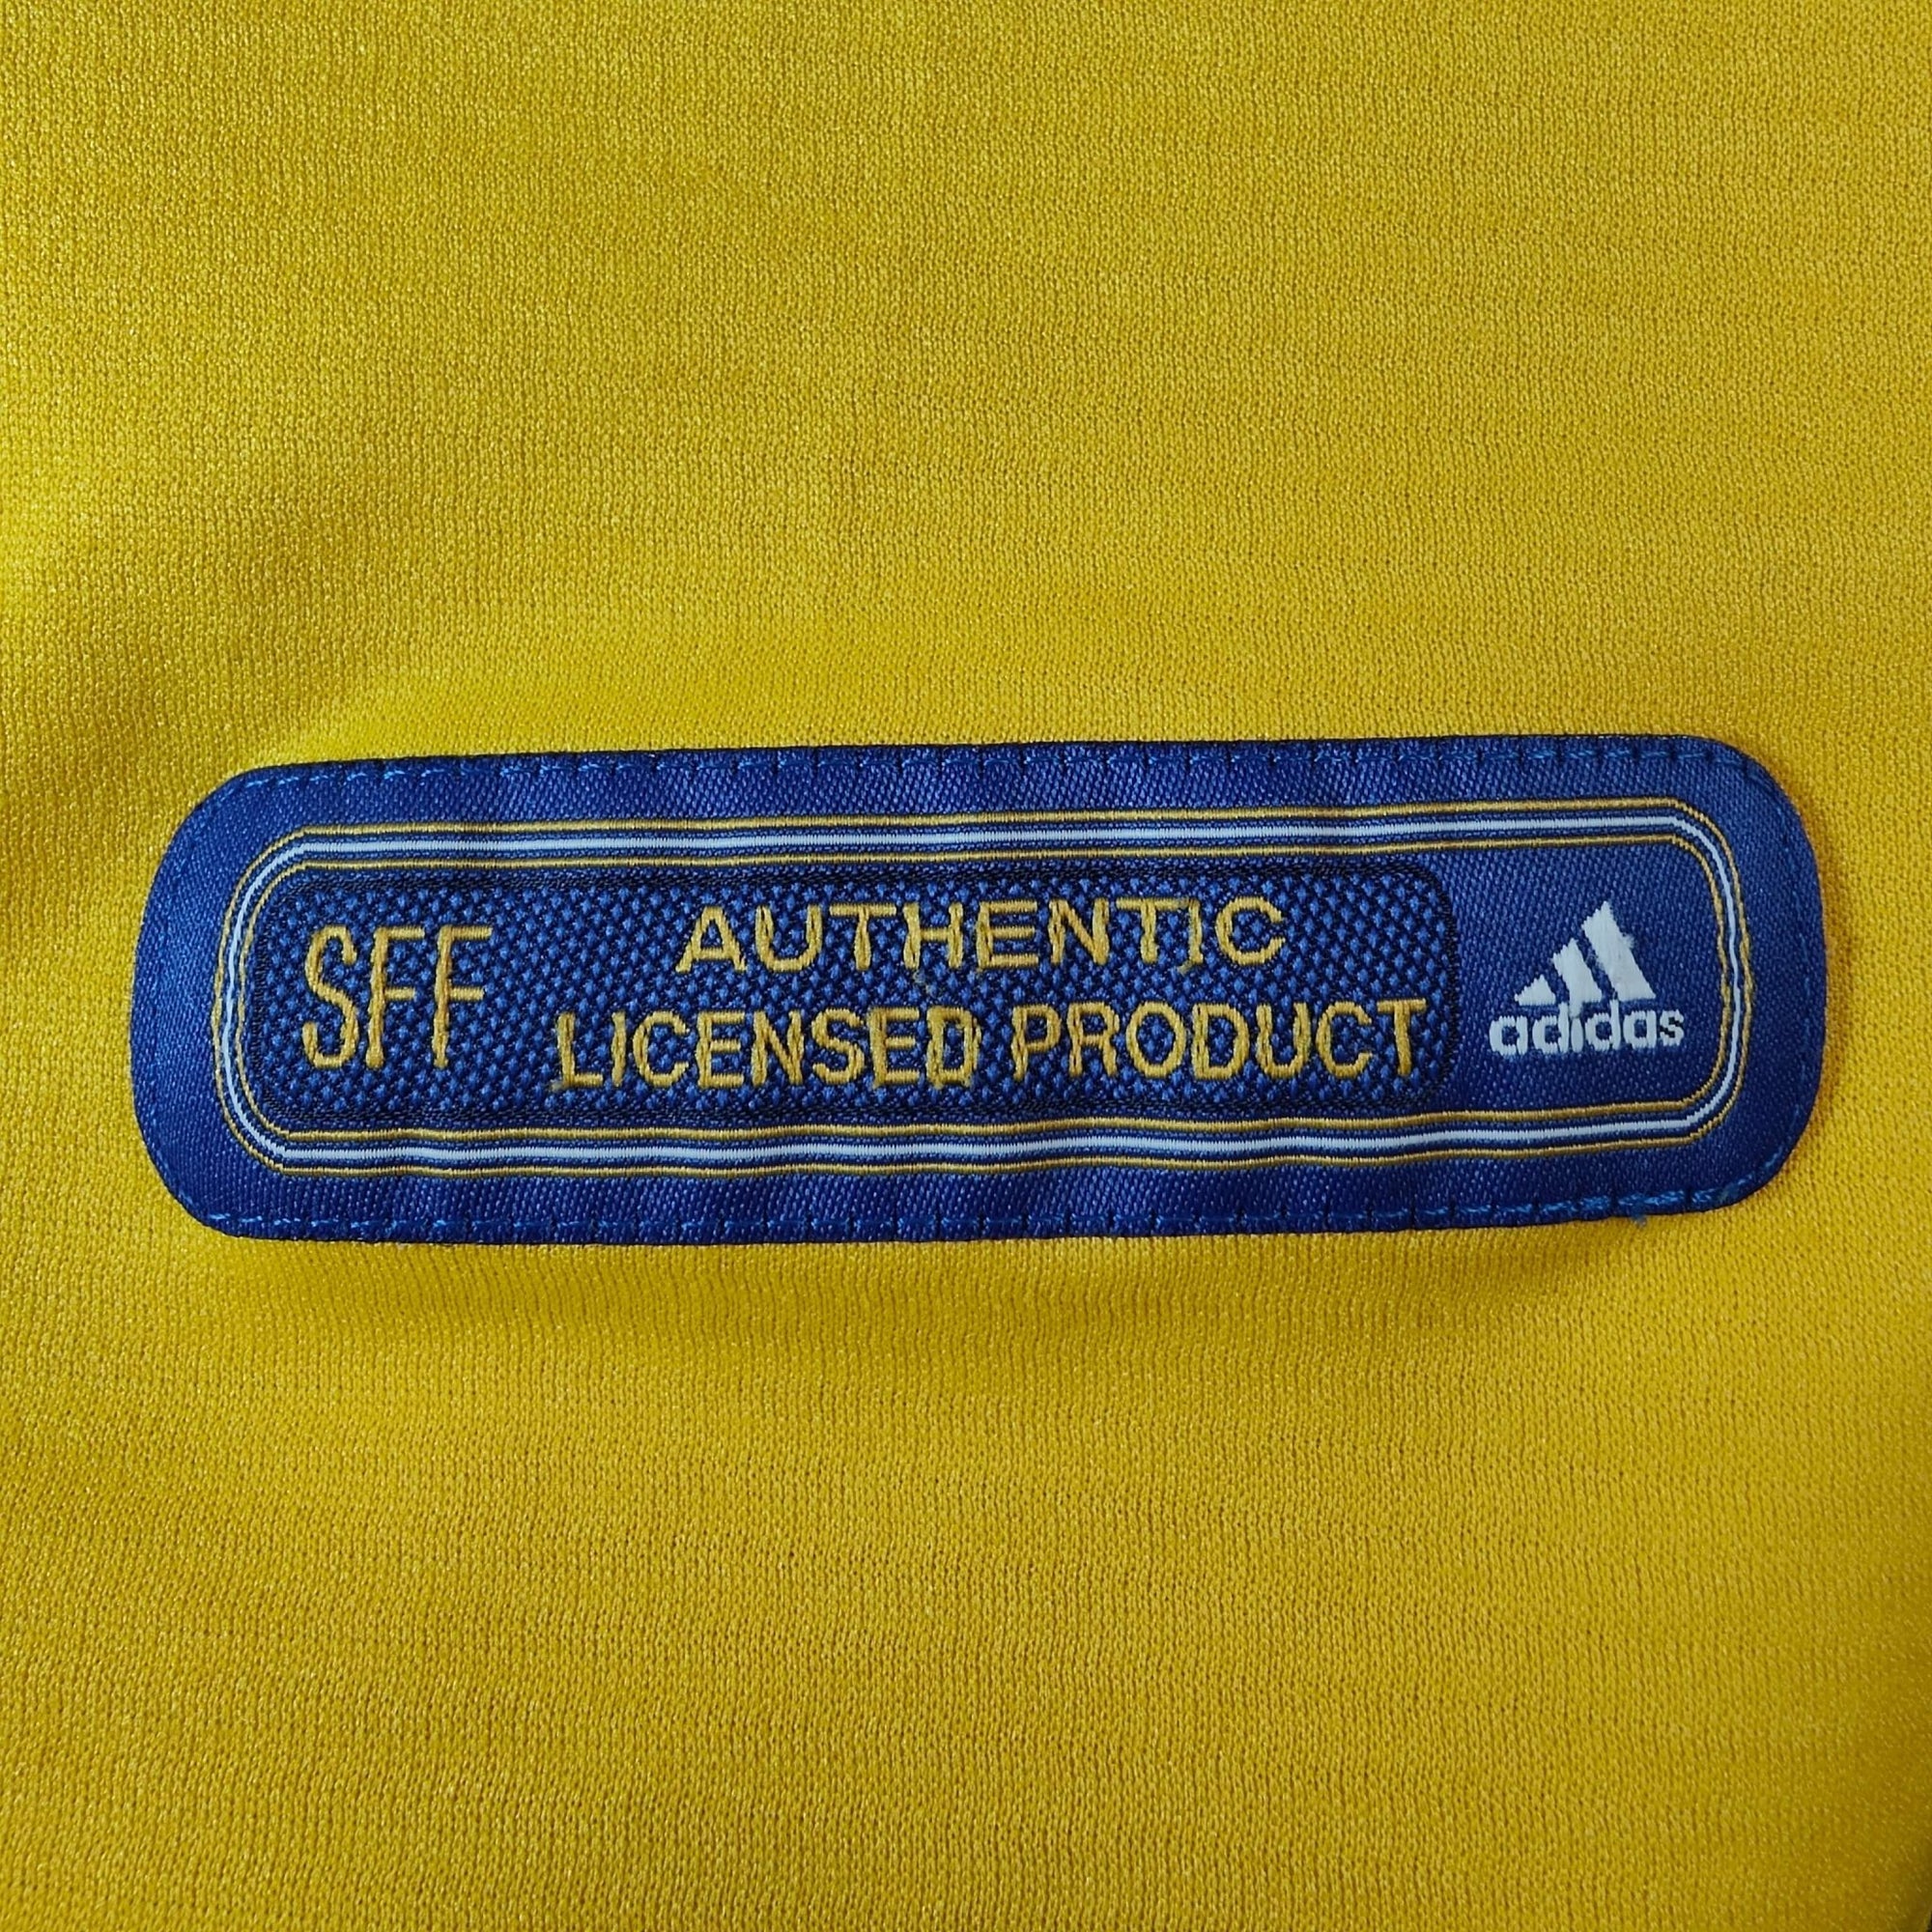 SFF
AUTHENTIC
LICENSED PRODUCT
adidas